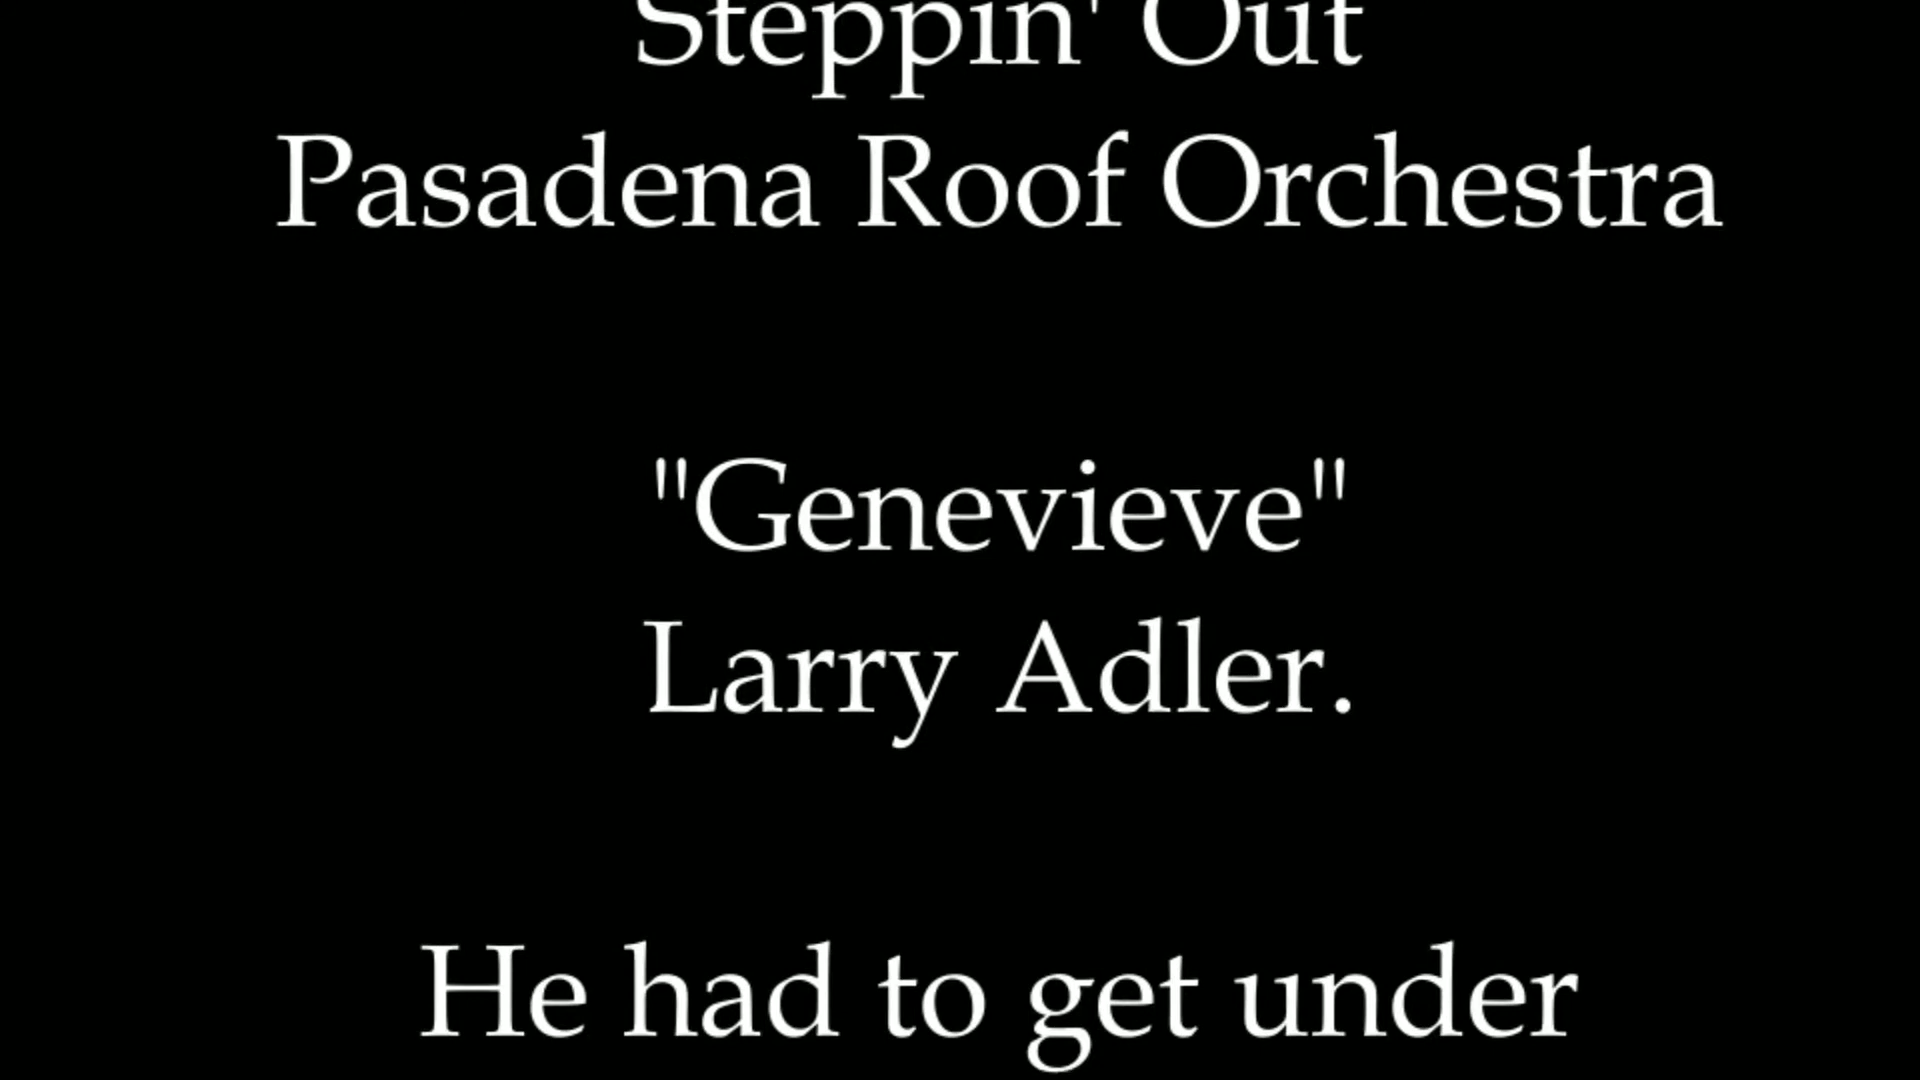 Steppin' Out
Pasadena Roof Orchestra
"Genevieve"
Larry Adler.
He had to get under